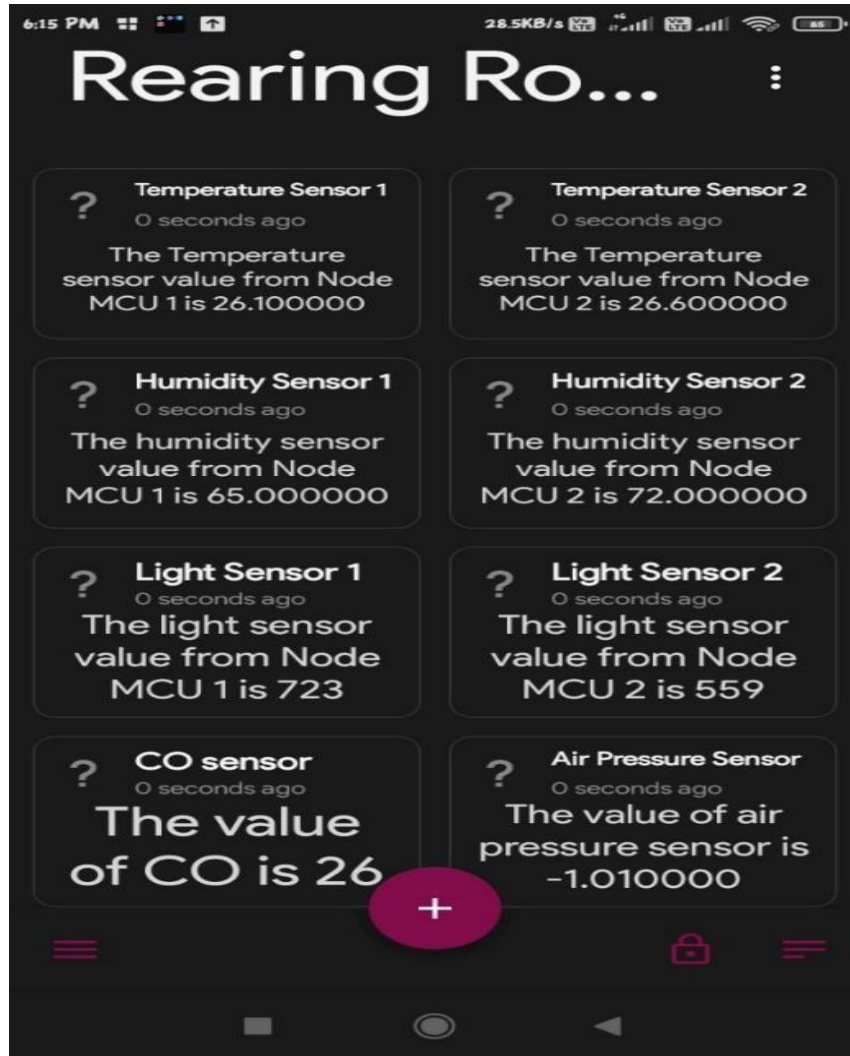 6:15 PM
28.5KB/s Vo LTE 4G Vo LTE 85
Rearing Ro...
Temperature Sensor 1
0 seconds ago
The Temperature
sensor value from Node
MCU 1 is 26.100000
Temperature Sensor 2
0 seconds ago
The Temperature
sensor value from Node
MCU 2 is 26.600000
Humidity Sensor 1
0 seconds ago
The humidity sensor
value from Node
MCU 1 is 65.000000
Humidity Sensor 2
0 seconds ago
The humidity sensor
value from Node
MCU 2 is 72.000000
Light Sensor 1
0 seconds ago
The light sensor
value from Node
MCU 1 is 723
Light Sensor 2
0 seconds ago
The light sensor
value from Node
MCU 2 is 559
CO sensor
0 seconds ago
The value
of CO is 26
Air Pressure Sensor
0 seconds ago
The value of air
pressure sensor is
-1.010000